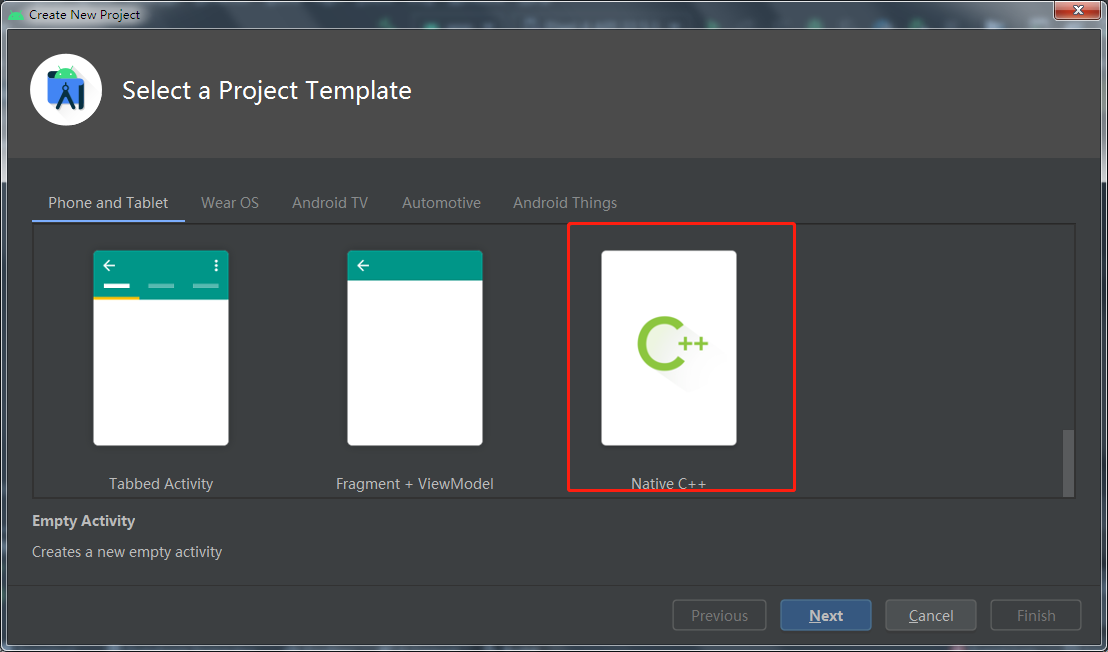 Create New Project
Select a Project Template
Phone and Tablet
Wear OS
Android TV
Automotive
Android Things
C++
Tabbed Activity
Fragment + ViewModel
Native C++
Empty Activity
Creates a new empty activity
Previous
Next
Cancel
Finish